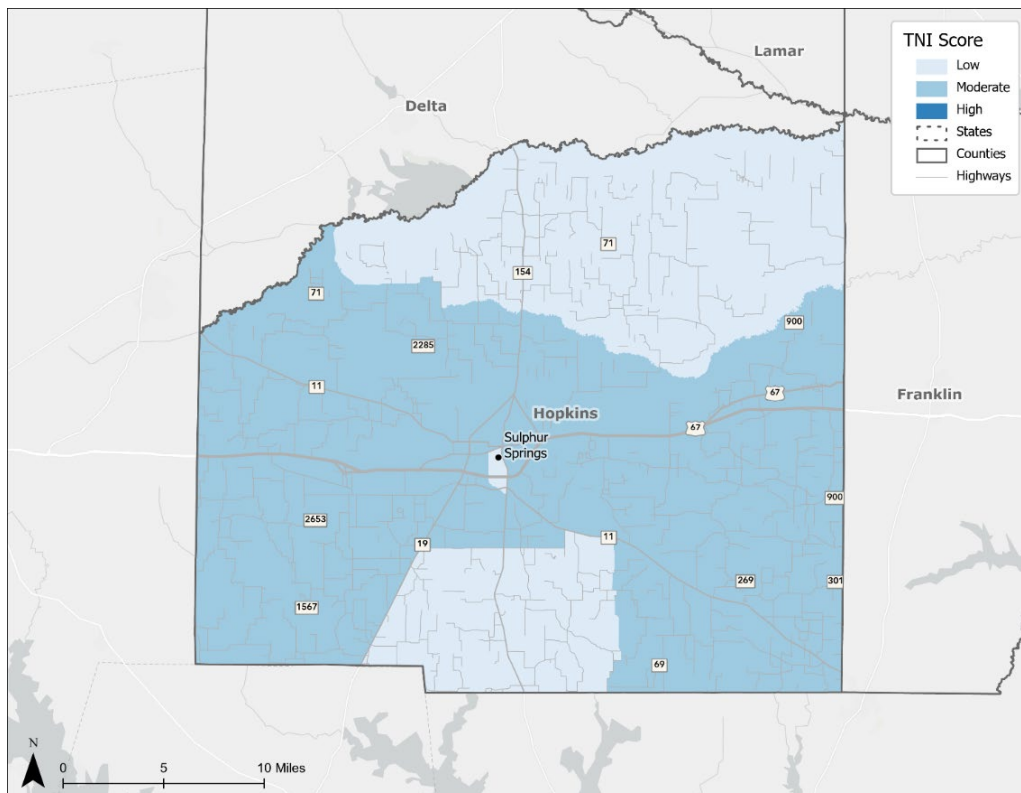 TNI Score
Low
Moderate
High
States
Counties
Highways
Lamar
Delta
71
154
71
900
2285
11
67
Franklin
Hopkins
67
Sulphur
Springs
900
2653
19
11
269
301
1567
69
N
0 5 10 Miles